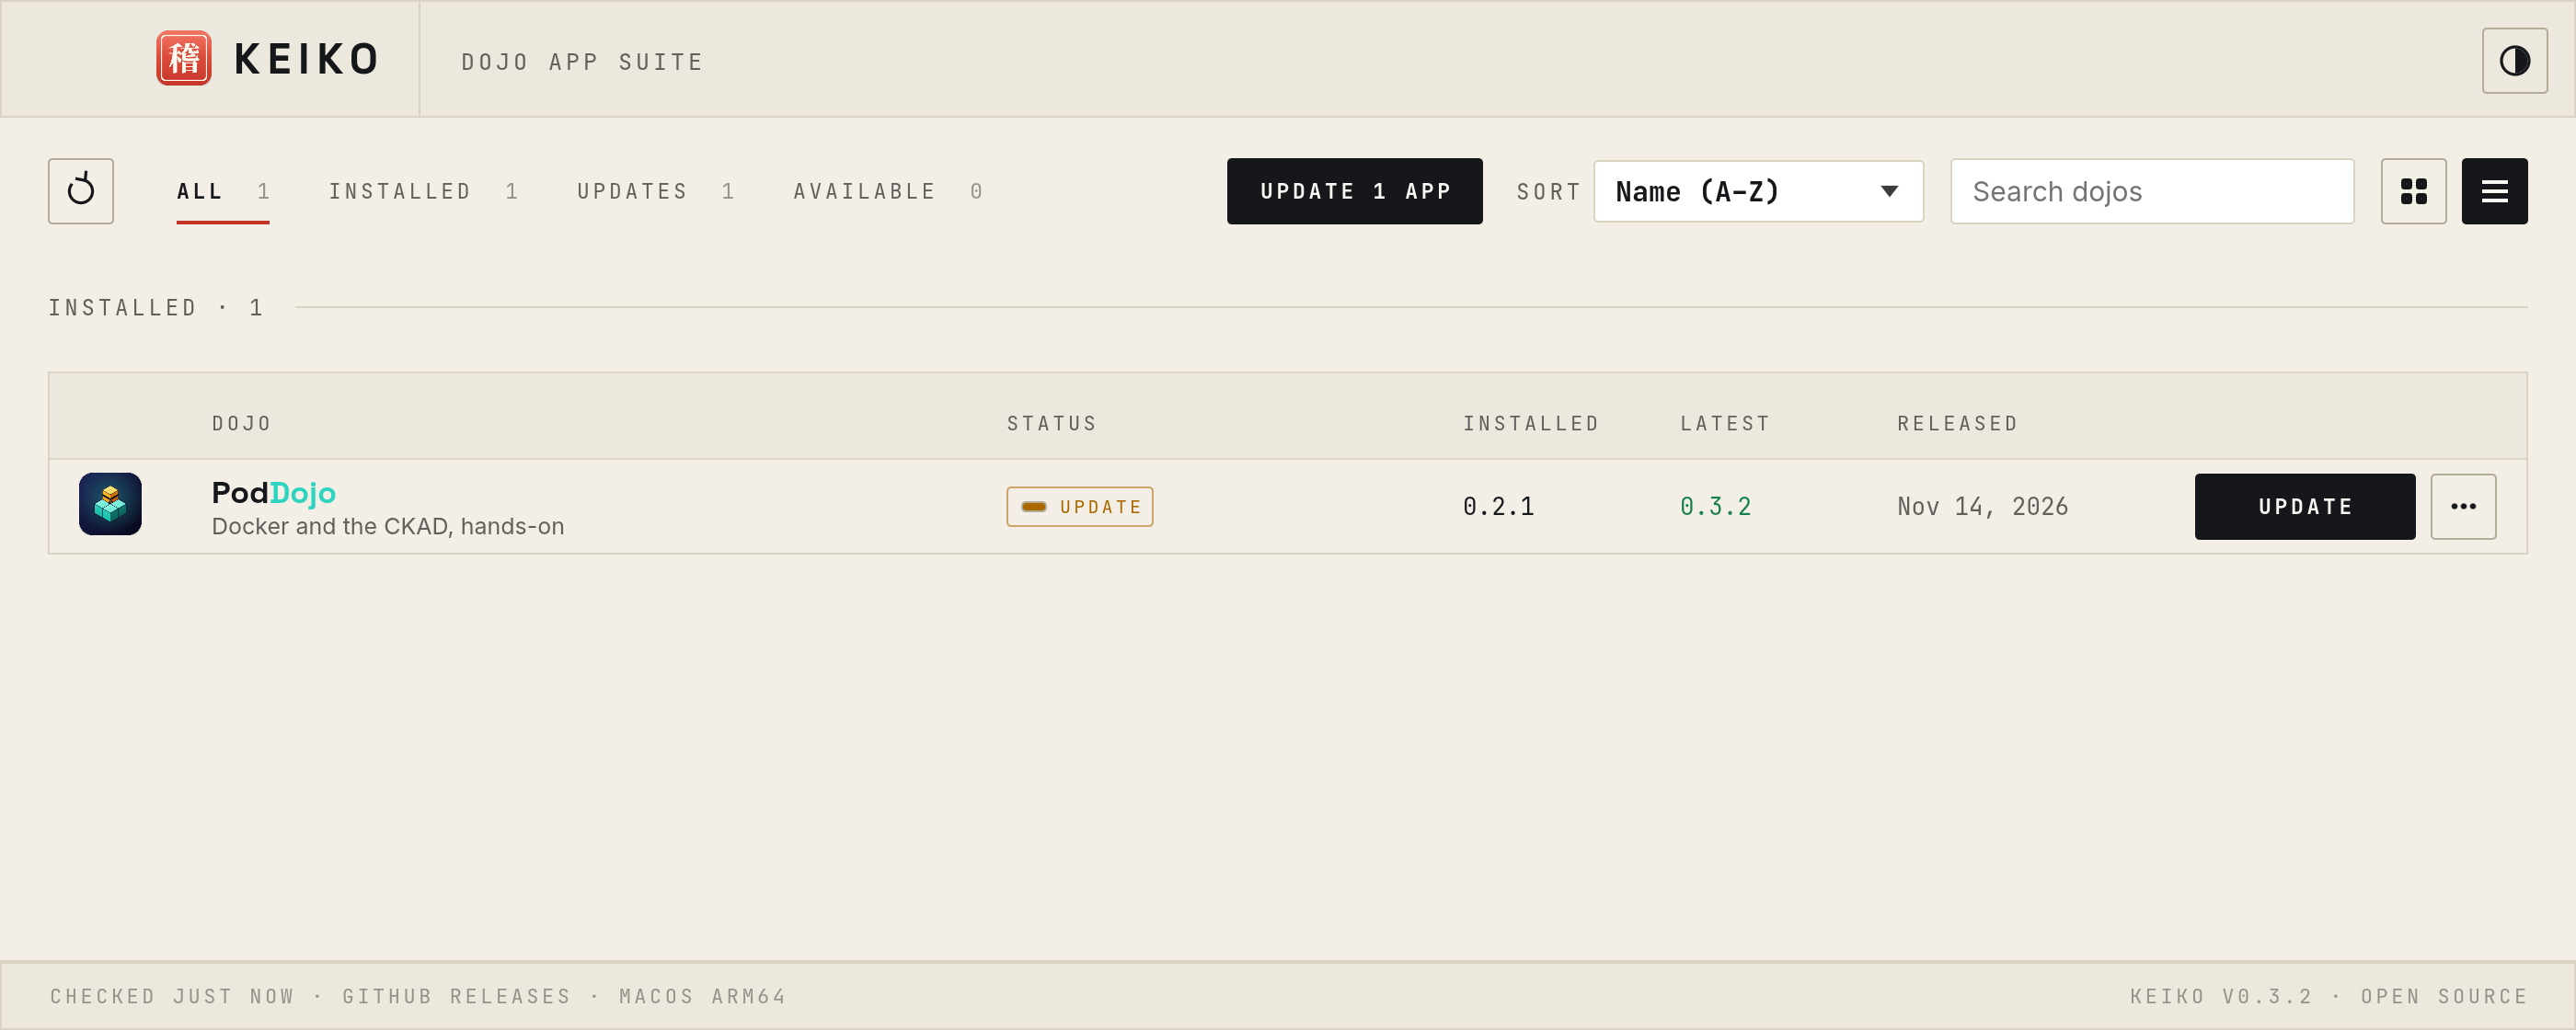 稽 KEIKO
DOJO APP SUITE
ALL 1 INSTALLED 1 UPDATES 1 AVAILABLE 0 UPDATE 1 APP SORT Name (A–Z) Search dojos
INSTALLED · 1
DOJO STATUS INSTALLED LATEST RELEASED
PodDojo
Docker and the CKAD, hands-on
UPDATE 0.2.1 0.3.2 Nov 14, 2026 UPDATE
CHECKED JUST NOW · GITHUB RELEASES · MACOS ARM64
KEIKO V0.3.2 · OPEN SOURCE